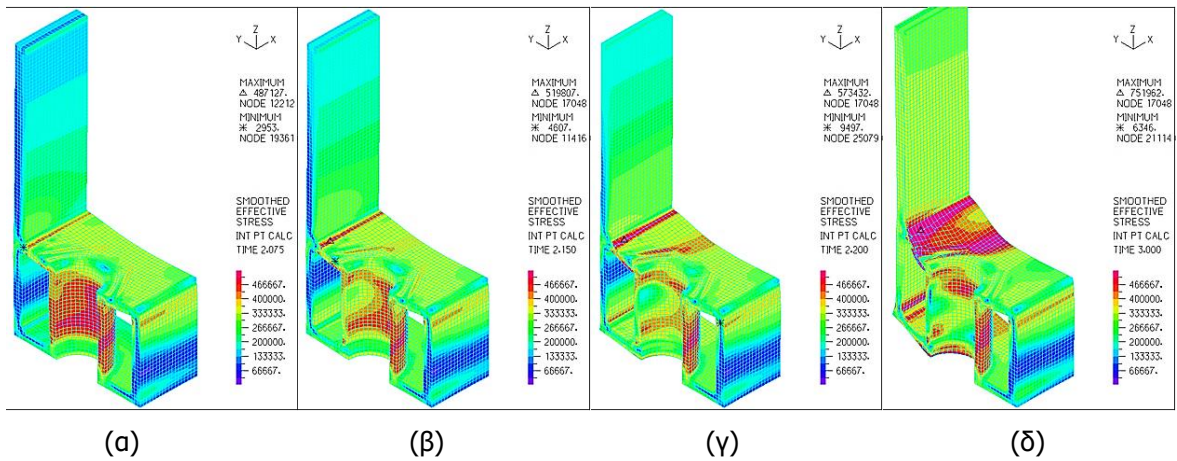 Z
Y X
MAXIMUM
△ 487127.
NODE 12212
MINIMUM
✳ 2953.
NODE 19361
SMOOTHED
EFFECTIVE
STRESS
INT PT CALC
TIME 2.075
466667.
400000.
333333.
266667.
200000.
133333.
66667.
(α)
Z
Y X
MAXIMUM
△ 519807.
NODE 17048
MINIMUM
✳ 4607.
NODE 11416
SMOOTHED
EFFECTIVE
STRESS
INT PT CALC
TIME 2.150
466667.
400000.
333333.
266667.
200000.
133333.
66667.
(β)
Z
Y X
MAXIMUM
△ 573432.
NODE 17048
MINIMUM
✳ 9497.
NODE 25079
SMOOTHED
EFFECTIVE
STRESS
INT PT CALC
TIME 2.200
466667.
400000.
333333.
266667.
200000.
133333.
66667.
(γ)
Z
Y X
MAXIMUM
△ 751962.
NODE 17048
MINIMUM
✳ 6346.
NODE 21114
SMOOTHED
EFFECTIVE
STRESS
INT PT CALC
TIME 3.000
466667.
400000.
333333.
266667.
200000.
133333.
66667.
(δ)